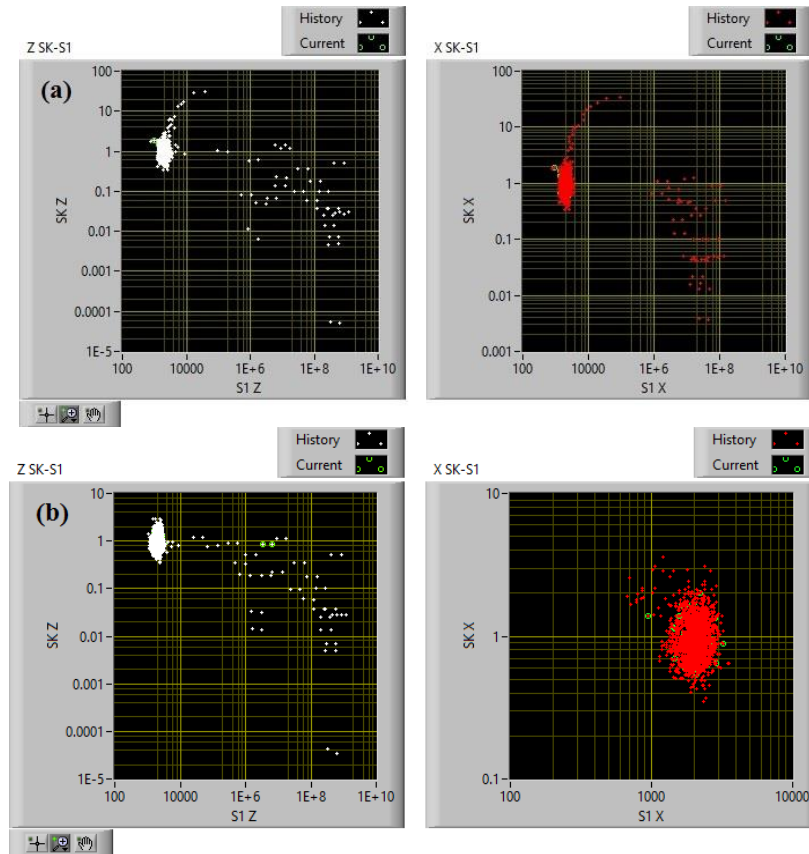 History
Current
Z SK-S1
(a)
SK Z
100
10
1
0.1
0.01
0.001
0.0001
1E-5
100
10000
1E+6
1E+8
1E+10
S1 Z
History
Current
X SK-S1
SK X
100
10
1
0.1
0.01
0.001
100
10000
1E+6
1E+8
1E+10
S1 X
History
Current
Z SK-S1
(b)
SK Z
10
1
0.1
0.01
0.001
0.0001
1E-5
100
10000
1E+6
1E+8
1E+10
S1 Z
History
Current
X SK-S1
SK X
10
1
0.1
100
1000
10000
S1 X